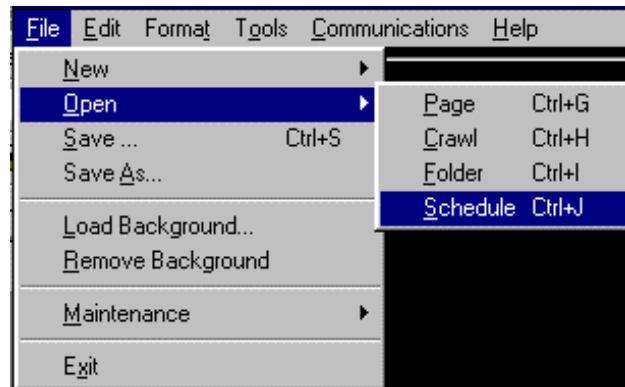 File Edit Format Tools Communications Help
New
Open
Save ... Ctrl+S
Save As...
Load Background...
Remove Background
Maintenance
Exit
Page Ctrl+G
Crawl Ctrl+H
Folder Ctrl+I
Schedule Ctrl+J